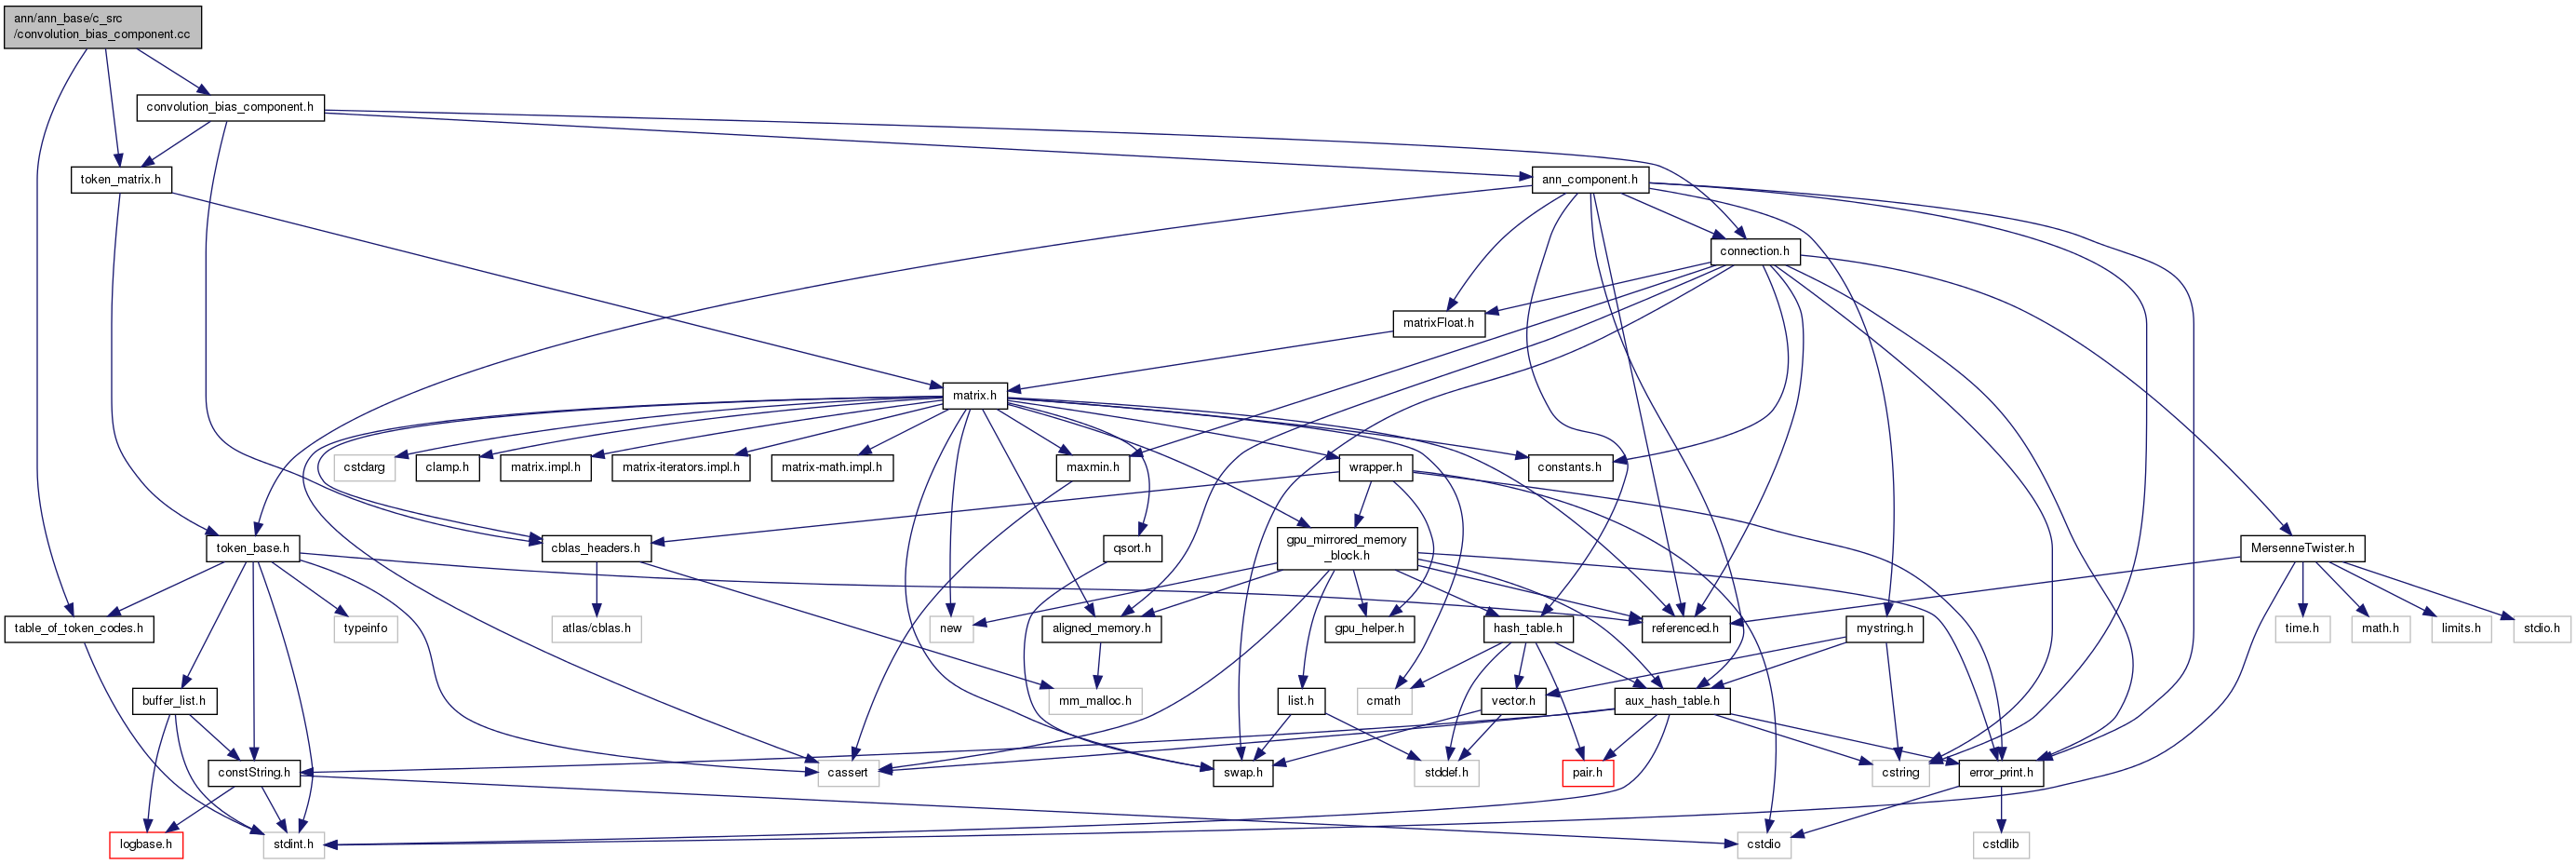 ann/ann_base/c_src
/convolution_bias_component.cc
convolution_bias_component.h
token_matrix.h
ann_component.h
connection.h
matrixFloat.h
matrix.h
cstdarg
clamp.h
matrix.impl.h
matrix-iterators.impl.h
matrix-math.impl.h
maxmin.h
wrapper.h
constants.h
token_base.h
cblas_headers.h
qsort.h
gpu_mirrored_memory
_block.h
MersenneTwister.h
table_of_token_codes.h
typeinfo
atlas/cblas.h
new
aligned_memory.h
gpu_helper.h
hash_table.h
referenced.h
mystring.h
time.h
math.h
limits.h
stdio.h
buffer_list.h
mm_malloc.h
list.h
cmath
vector.h
aux_hash_table.h
constString.h
cassert
swap.h
stddef.h
pair.h
cstring
error_print.h
logbase.h
stdint.h
cstdio
cstdlib